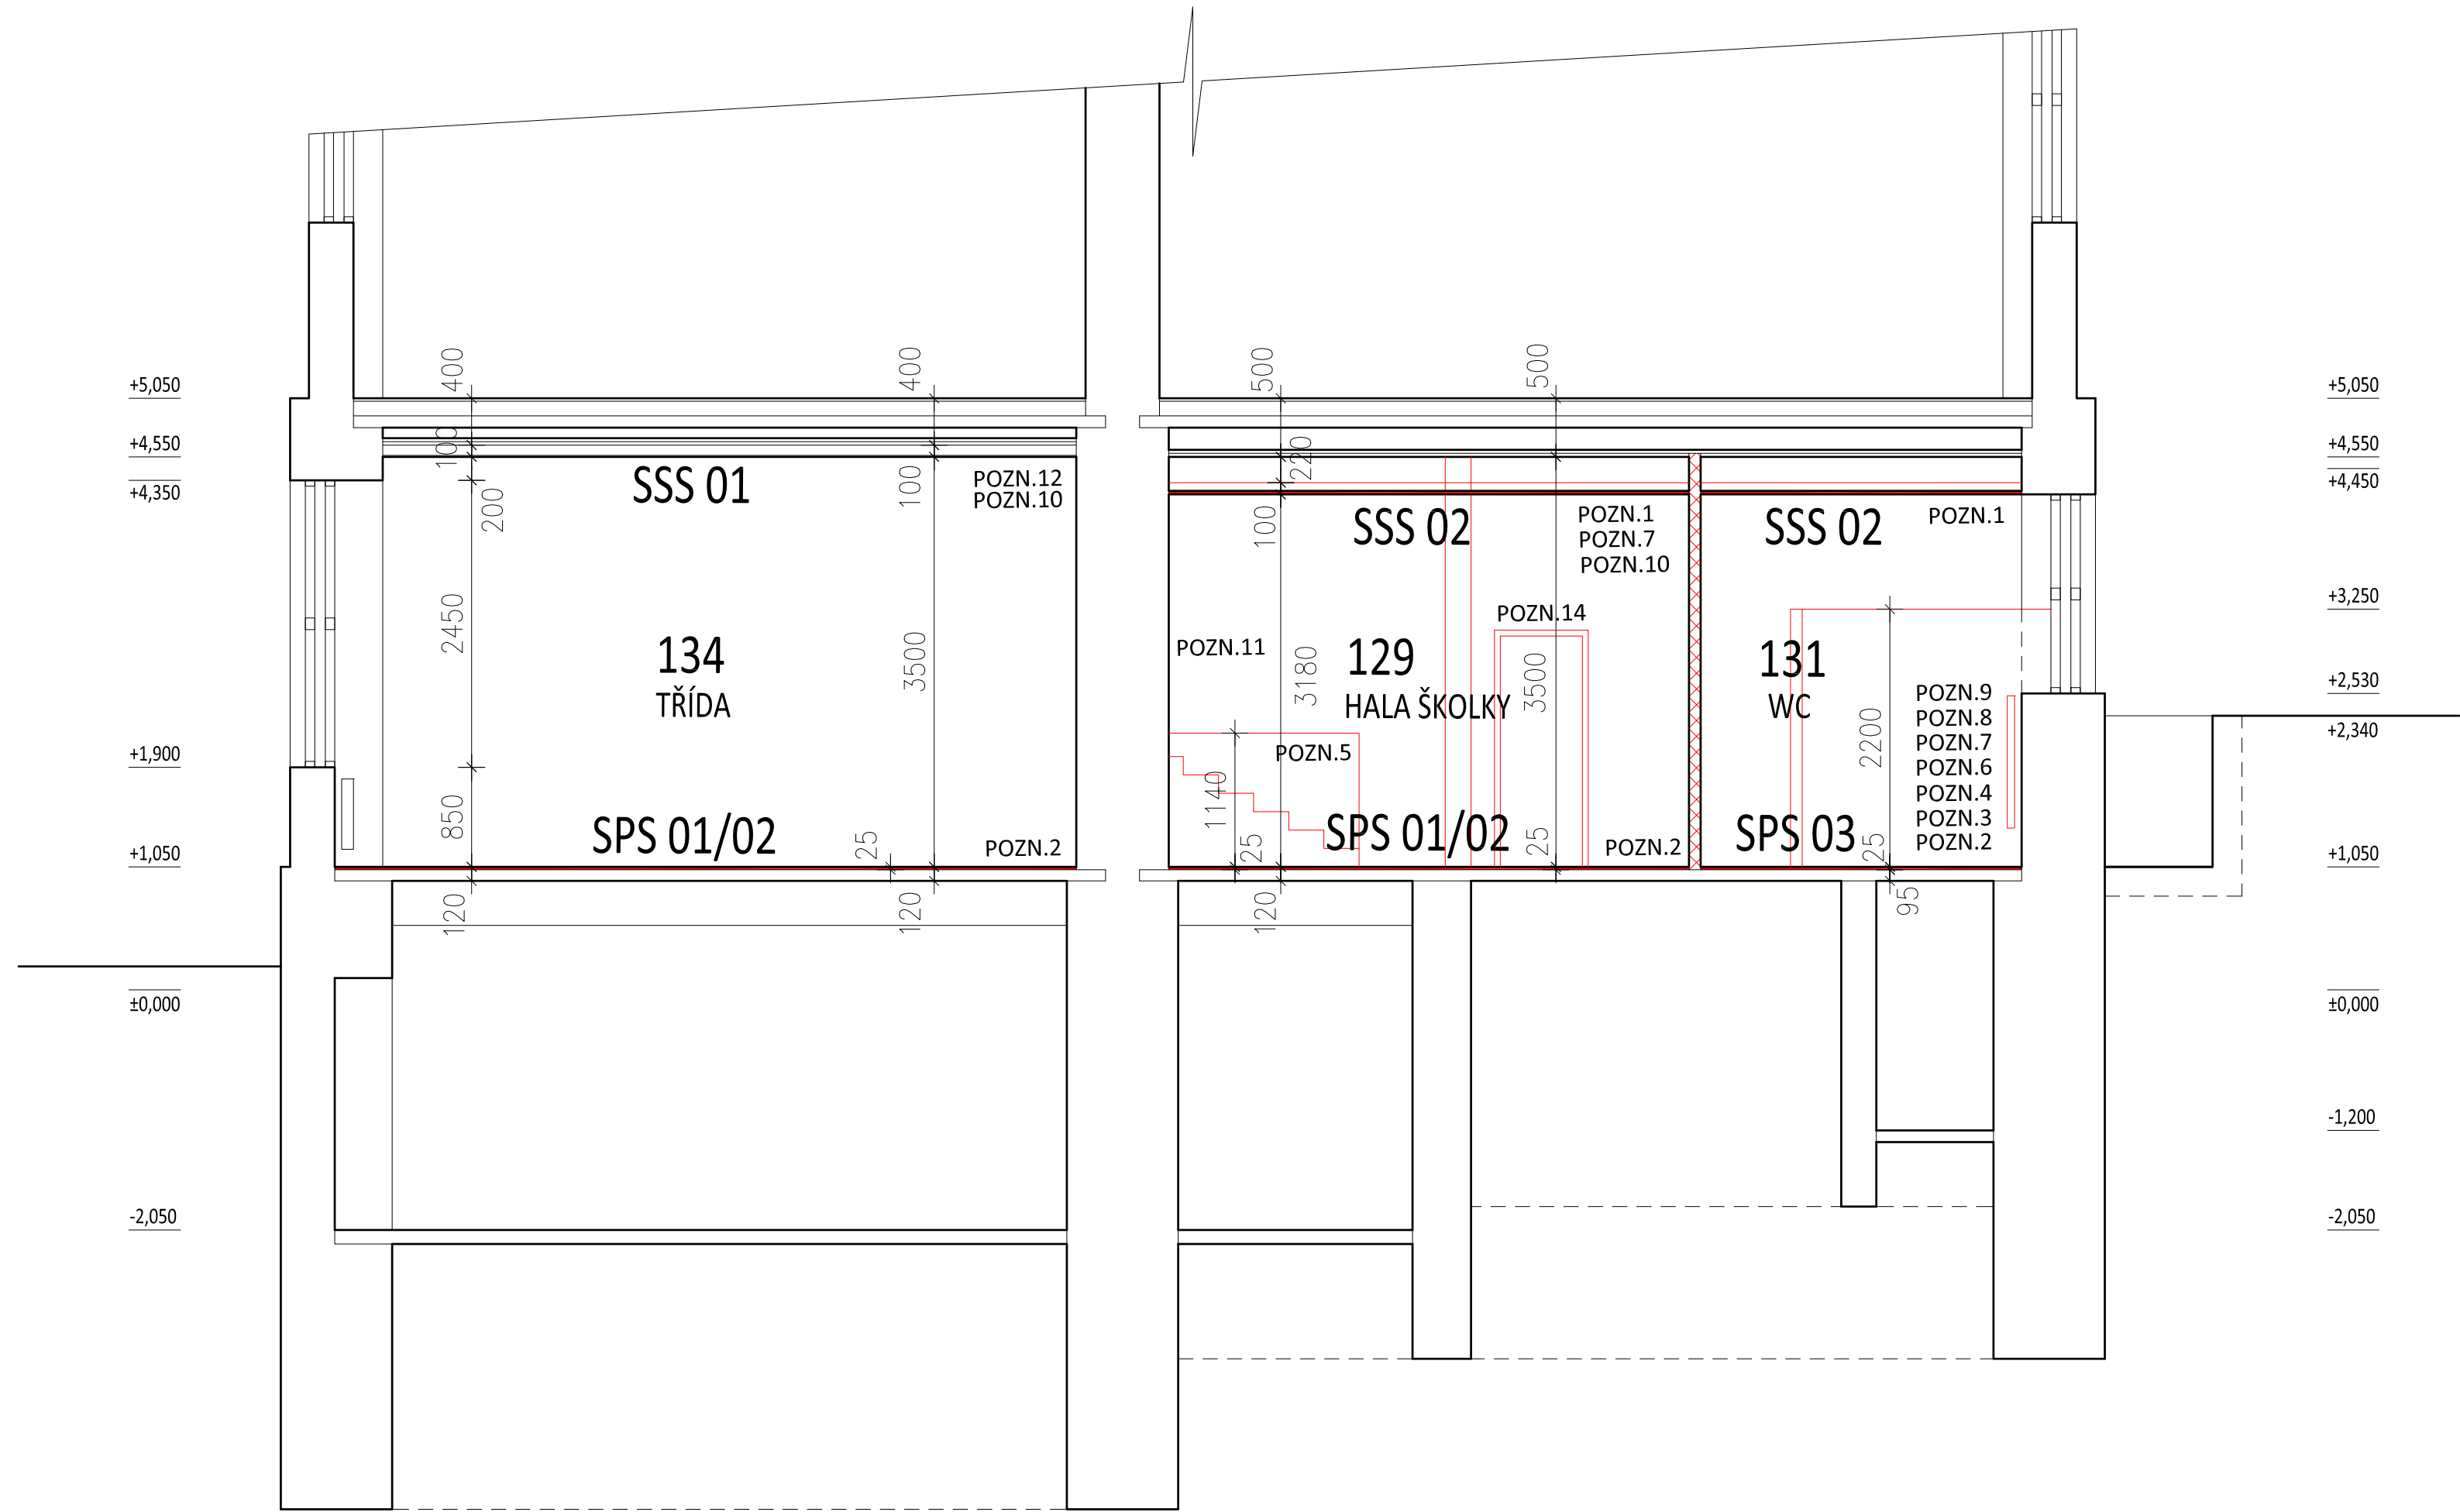 400
400
500
500
+5,050
+5,050
+4,550
100
220
+4,550
+4,350
+4,450
SSS 01
POZN.12
POZN.10
100
200
SSS 02
POZN.1
POZN.7
POZN.10
SSS 02
POZN.1
100
2450
3500
3180
3500
+3,250
POZN.14
134
TŘÍDA
POZN.11
129
HALA ŠKOLKY
131
WC
2200
POZN.9
POZN.8
POZN.7
POZN.6
POZN.4
POZN.3
POZN.2
+2,530
+2,340
+1,900
POZN.5
1140
850
SPS 01/02
25
POZN.2
25
SPS 01/02
25
POZN.2
SPS 03
25
+1,050
+1,050
120
120
120
95
±0,000
±0,000
-1,200
-2,050
-2,050